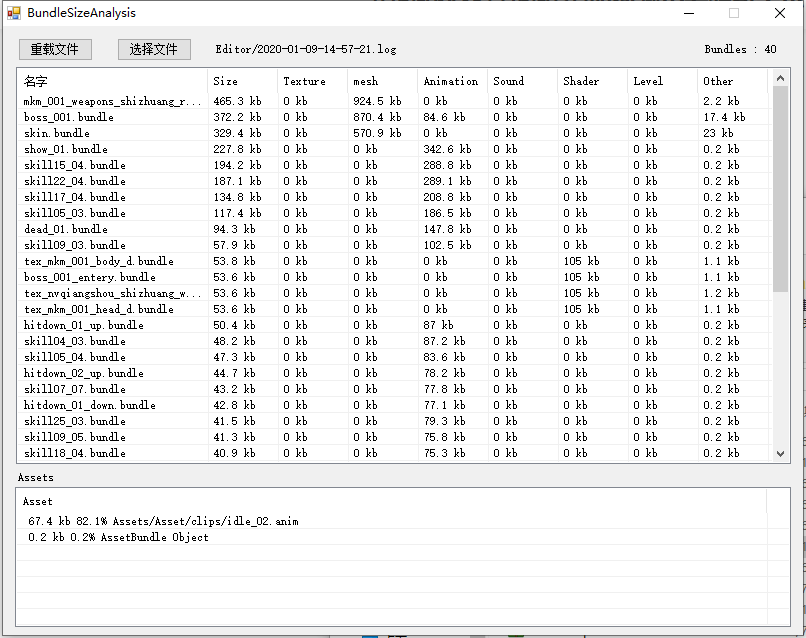 BundleSizeAnalysis
重载文件 选择文件 Editor/2020-01-09-14-57-21.log Bundles : 40
名字 Size Texture mesh Animation Sound Shader Level Other
mkm_001_weapons_shizhuang_r... 465.3 kb 0 kb 924.5 kb 0 kb 0 kb 0 kb 0 kb 2.2 kb
boss_001.bundle 372.2 kb 0 kb 870.4 kb 84.6 kb 0 kb 0 kb 0 kb 17.4 kb
skin.bundle 329.4 kb 0 kb 570.9 kb 0 kb 0 kb 0 kb 0 kb 23 kb
show_01.bundle 227.8 kb 0 kb 0 kb 342.6 kb 0 kb 0 kb 0 kb 0.2 kb
skill15_04.bundle 194.2 kb 0 kb 0 kb 288.8 kb 0 kb 0 kb 0 kb 0.2 kb
skill22_04.bundle 187.1 kb 0 kb 0 kb 289.1 kb 0 kb 0 kb 0 kb 0.2 kb
skill17_04.bundle 134.8 kb 0 kb 0 kb 208.8 kb 0 kb 0 kb 0 kb 0.2 kb
skill05_03.bundle 117.4 kb 0 kb 0 kb 186.5 kb 0 kb 0 kb 0 kb 0.2 kb
dead_01.bundle 94.3 kb 0 kb 0 kb 147.8 kb 0 kb 0 kb 0 kb 0.2 kb
skill09_03.bundle 57.9 kb 0 kb 0 kb 102.5 kb 0 kb 0 kb 0 kb 0.2 kb
tex_mkm_001_body_d.bundle 53.8 kb 0 kb 0 kb 0 kb 0 kb 105 kb 0 kb 1.1 kb
boss_001_entery.bundle 53.6 kb 0 kb 0 kb 0 kb 0 kb 105 kb 0 kb 1.1 kb
tex_nvqiangshou_shizhuang_w... 53.6 kb 0 kb 0 kb 0 kb 0 kb 105 kb 0 kb 1.2 kb
tex_mkm_001_head_d.bundle 53.6 kb 0 kb 0 kb 0 kb 0 kb 105 kb 0 kb 1.1 kb
hitdown_01_up.bundle 50.4 kb 0 kb 0 kb 87 kb 0 kb 0 kb 0 kb 0.2 kb
skill04_03.bundle 48.2 kb 0 kb 0 kb 87.2 kb 0 kb 0 kb 0 kb 0.2 kb
skill05_04.bundle 47.3 kb 0 kb 0 kb 83.6 kb 0 kb 0 kb 0 kb 0.2 kb
hitdown_02_up.bundle 44.7 kb 0 kb 0 kb 78.2 kb 0 kb 0 kb 0 kb 0.2 kb
skill07_07.bundle 43.2 kb 0 kb 0 kb 77.8 kb 0 kb 0 kb 0 kb 0.2 kb
hitdown_01_down.bundle 42.8 kb 0 kb 0 kb 77.1 kb 0 kb 0 kb 0 kb 0.2 kb
skill25_03.bundle 41.5 kb 0 kb 0 kb 79.3 kb 0 kb 0 kb 0 kb 0.2 kb
skill09_05.bundle 41.3 kb 0 kb 0 kb 75.8 kb 0 kb 0 kb 0 kb 0.2 kb
skill18_04.bundle 40.9 kb 0 kb 0 kb 75.3 kb 0 kb 0 kb 0 kb 0.2 kb
Assets
Asset
67.4 kb 82.1% Assets/Asset/clips/idle_02.anim
0.2 kb 0.2% AssetBundle Object